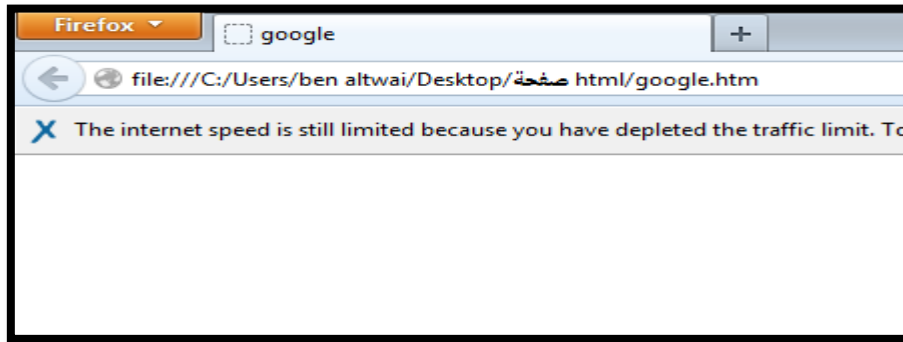 Firefox
google
file:///C:/Users/ben altwai/Desktop/صفحة html/google.htm
The internet speed is still limited because you have depleted the traffic limit. To